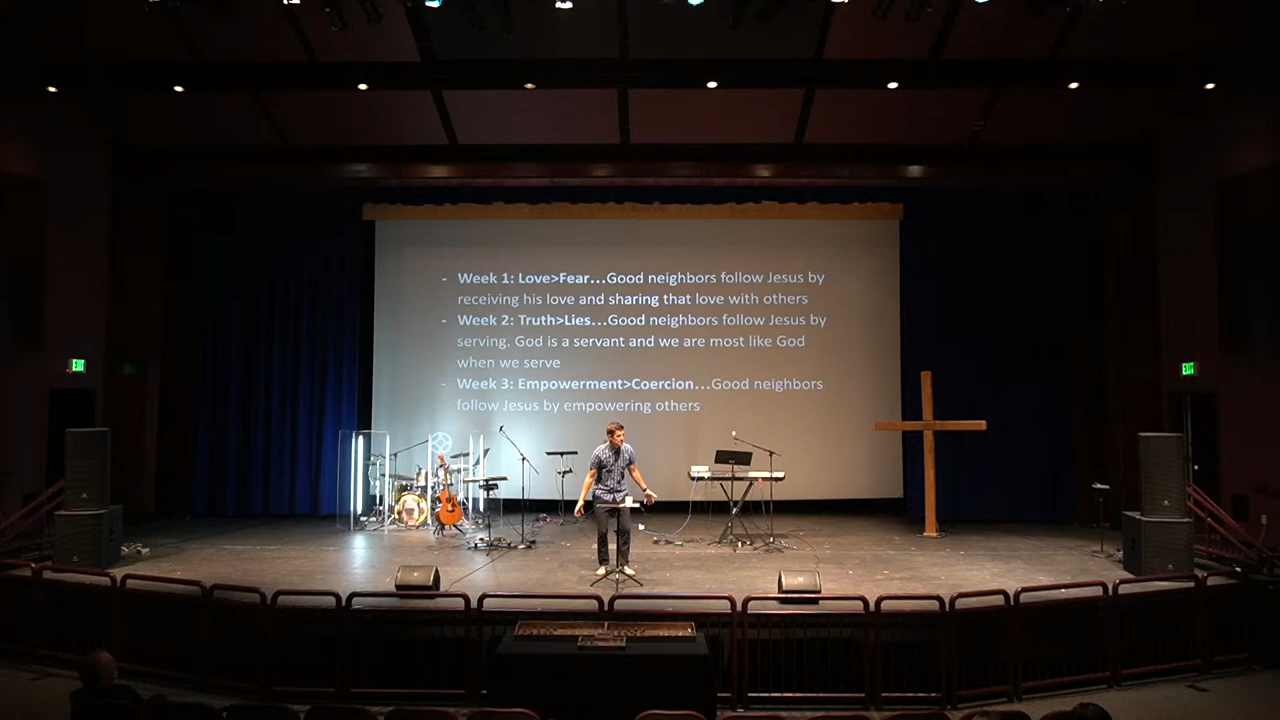 - Week 1: Love>Fear...Good neighbors follow Jesus by
receiving his love and sharing that love with others
- Week 2: Truth>Lies...Good neighbors follow Jesus by
serving. God is a servant and we are most like God
when we serve
- Week 3: Empowerment>Coercion...Good neighbors
follow Jesus by empowering others
EXIT
EXIT